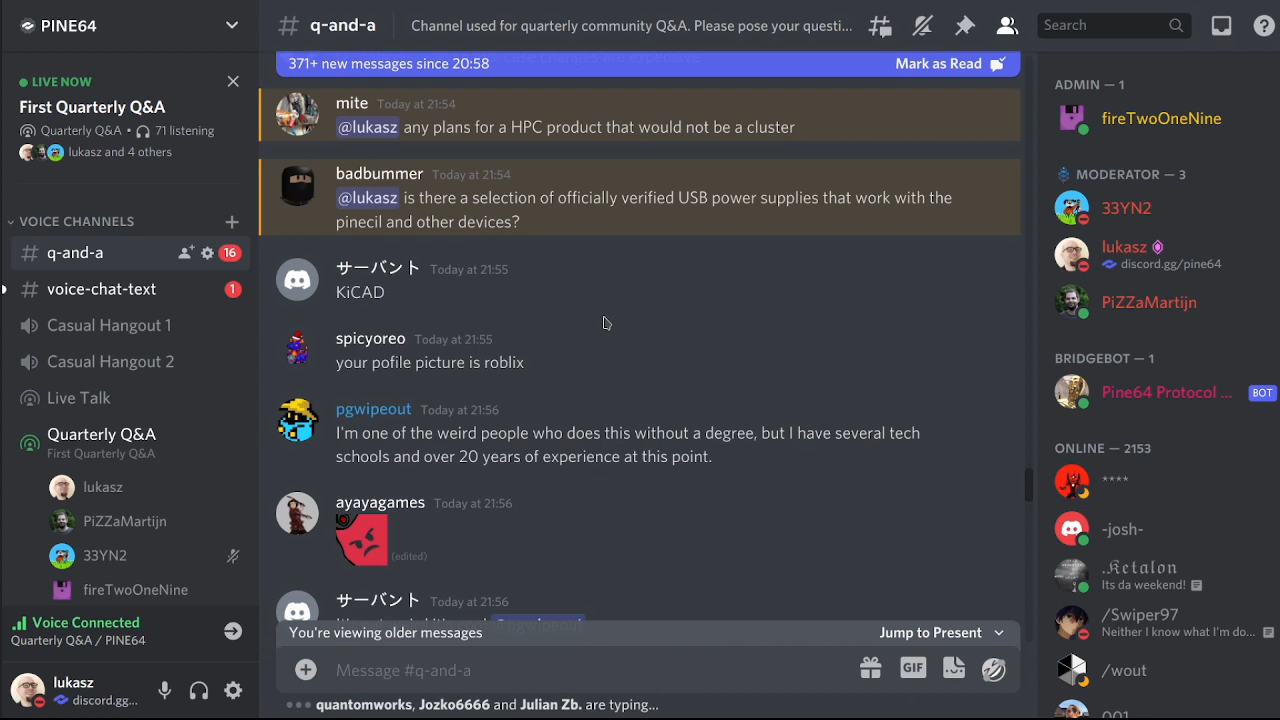 PINE64
LIVE NOW
First Quarterly Q&A
Quarterly Q&A • 71 listening
lukasz and 4 others
VOICE CHANNELS
q-and-a
16
voice-chat-text
1
Casual Hangout 1
Casual Hangout 2
Live Talk
Quarterly Q&A
First Quarterly Q&A
lukasz
PiZZaMartijn
33YN2
fireTwoOneNine
Voice Connected
Quarterly Q&A / PINE64
lukasz
discord.gg...
# q-and-a
Channel used for quarterly community Q&A. Please pose your questi...
Search
371+ new messages since 20:58
Mark as Read
mite Today at 21:54
@lukasz any plans for a HPC product that would not be a cluster
badbummer Today at 21:54
@lukasz is there a selection of officially verified USB power supplies that work with the
pinecil and other devices?
サーバント Today at 21:55
KiCAD
spicyoreo Today at 21:55
your pofile picture is roblix
pgwipeout Today at 21:56
I'm one of the weird people who does this without a degree, but I have several tech
schools and over 20 years of experience at this point.
ayayagames Today at 21:56
(edited)
サーバント Today at 21:56
@pgwipeout
You're viewing older messages
Jump to Present
Message #q-and-a
GIF
quantomworks, Jozko6666 and Julian Zb. are typing...
ADMIN — 1
fireTwoOneNine
MODERATOR — 3
33YN2
lukasz
discord.gg/pine64
PiZZaMartijn
BRIDGEBOT — 1
Pine64 Protocol ...
BOT
ONLINE — 2153
****
-josh-
.𝔎𝔢𝔱𝔞𝔩𝔬𝔫
Its da weekend!
/Swiper97
Neither I know what I'm do...
/wout
001